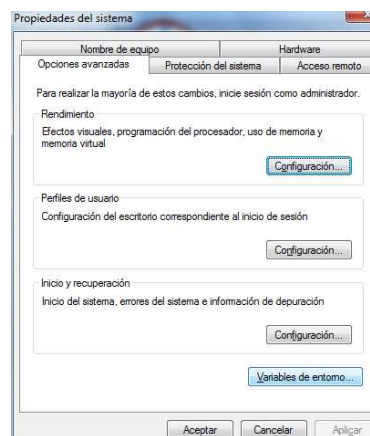 Propiedades del sistema
Nombre de equipo
Hardware
Opciones avanzadas
Protección del sistema
Acceso remoto
Para realizar la mayoría de estos cambios, inicie sesión como administrador.
Rendimiento
Efectos visuales, programación del procesador, uso de memoria y
memoria virtual
Configuración...
Perfiles de usuario
Configuración del escritorio correspondiente al inicio de sesión
Configuración...
Inicio y recuperación
Inicio del sistema, errores del sistema e información de depuración
Configuración...
Variables de entorno...
Aceptar
Cancelar
Aplicar